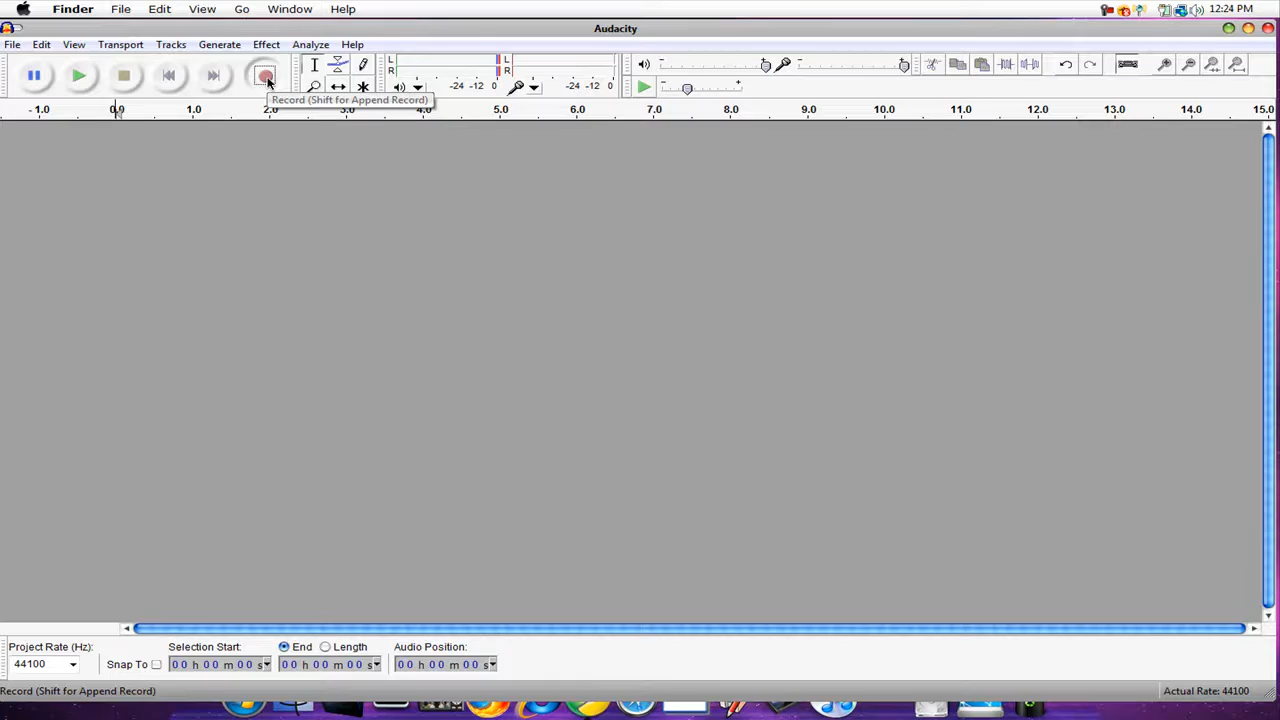 Finder File Edit View Go Window Help 12:24 PM
Audacity
File Edit View Transport Tracks Generate Effect Analyze Help
L L
R R
-24 -12 0 -24 -12 0
Record (Shift for Append Record)
- 1.0 0.0 1.0 2.0 3.0 4.0 5.0 6.0 7.0 8.0 9.0 10.0 11.0 12.0 13.0 14.0 15.0
Project Rate (Hz): Selection Start: End Length Audio Position:
44100 Snap To 00 h 00 m 00 s 00 h 00 m 00 s 00 h 00 m 00 s
Record (Shift for Append Record) Actual Rate: 44100